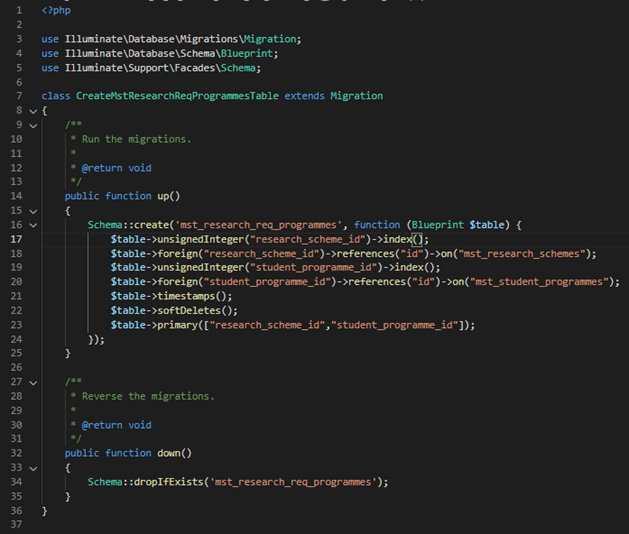 1 <?php
2
3 use Illuminate\Database\Migrations\Migration;
4 use Illuminate\Database\Schema\Blueprint;
5 use Illuminate\Support\Facades\Schema;
6
7 class CreateMstResearchReqProgrammesTable extends Migration
8 {
9     /**
10      * Run the migrations.
11      *
12      * @return void
13      */
14     public function up()
15     {
16         Schema::create('mst_research_req_programmes', function (Blueprint $table) {
17             $table->unsignedInteger("research_scheme_id")->index();
18             $table->foreign("research_scheme_id")->references("id")->on("mst_research_schemes");
19             $table->unsignedInteger("student_programme_id")->index();
20             $table->foreign("student_programme_id")->references("id")->on("mst_student_programmes");
21             $table->timestamps();
22             $table->softDeletes();
23             $table->primary(["research_scheme_id","student_programme_id"]);
24         });
25     }
26
27     /**
28      * Reverse the migrations.
29      *
30      * @return void
31      */
32     public function down()
33     {
34         Schema::dropIfExists('mst_research_req_programmes');
35     }
36 }
37